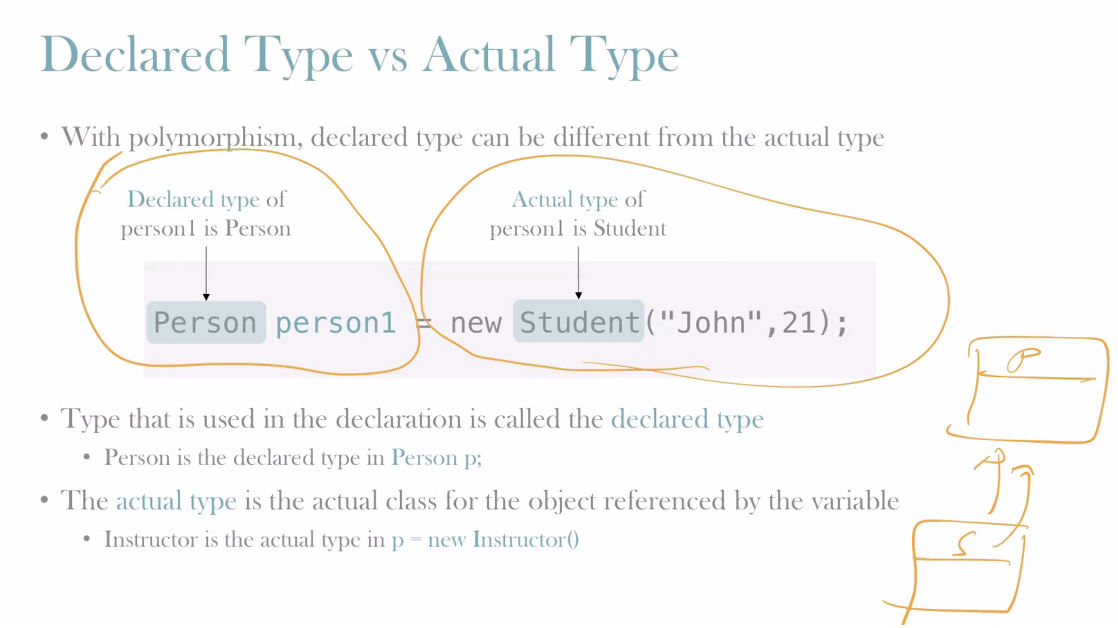 Declared Type vs Actual Type
• With polymorphism, declared type can be different from the actual type
Declared type of
person1 is Person
Actual type of
person1 is Student
Person person1 = new Student("John",21);
• Type that is used in the declaration is called the declared type
• Person is the declared type in Person p;
• The actual type is the actual class for the object referenced by the variable
• Instructor is the actual type in p = new Instructor()
P
S